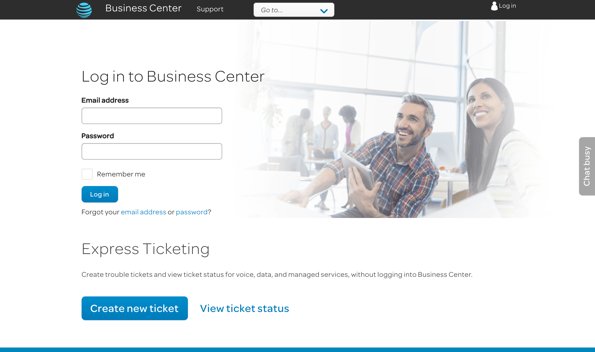 Business Center
Support
Go to...
Log in
Log in to Business Center
Email address
Password
Remember me
Log in
Forgot your email address or password?
Chat busy
Express Ticketing
Create trouble tickets and view ticket status for voice, data, and managed services, without logging into Business Center.
Create new ticket
View ticket status